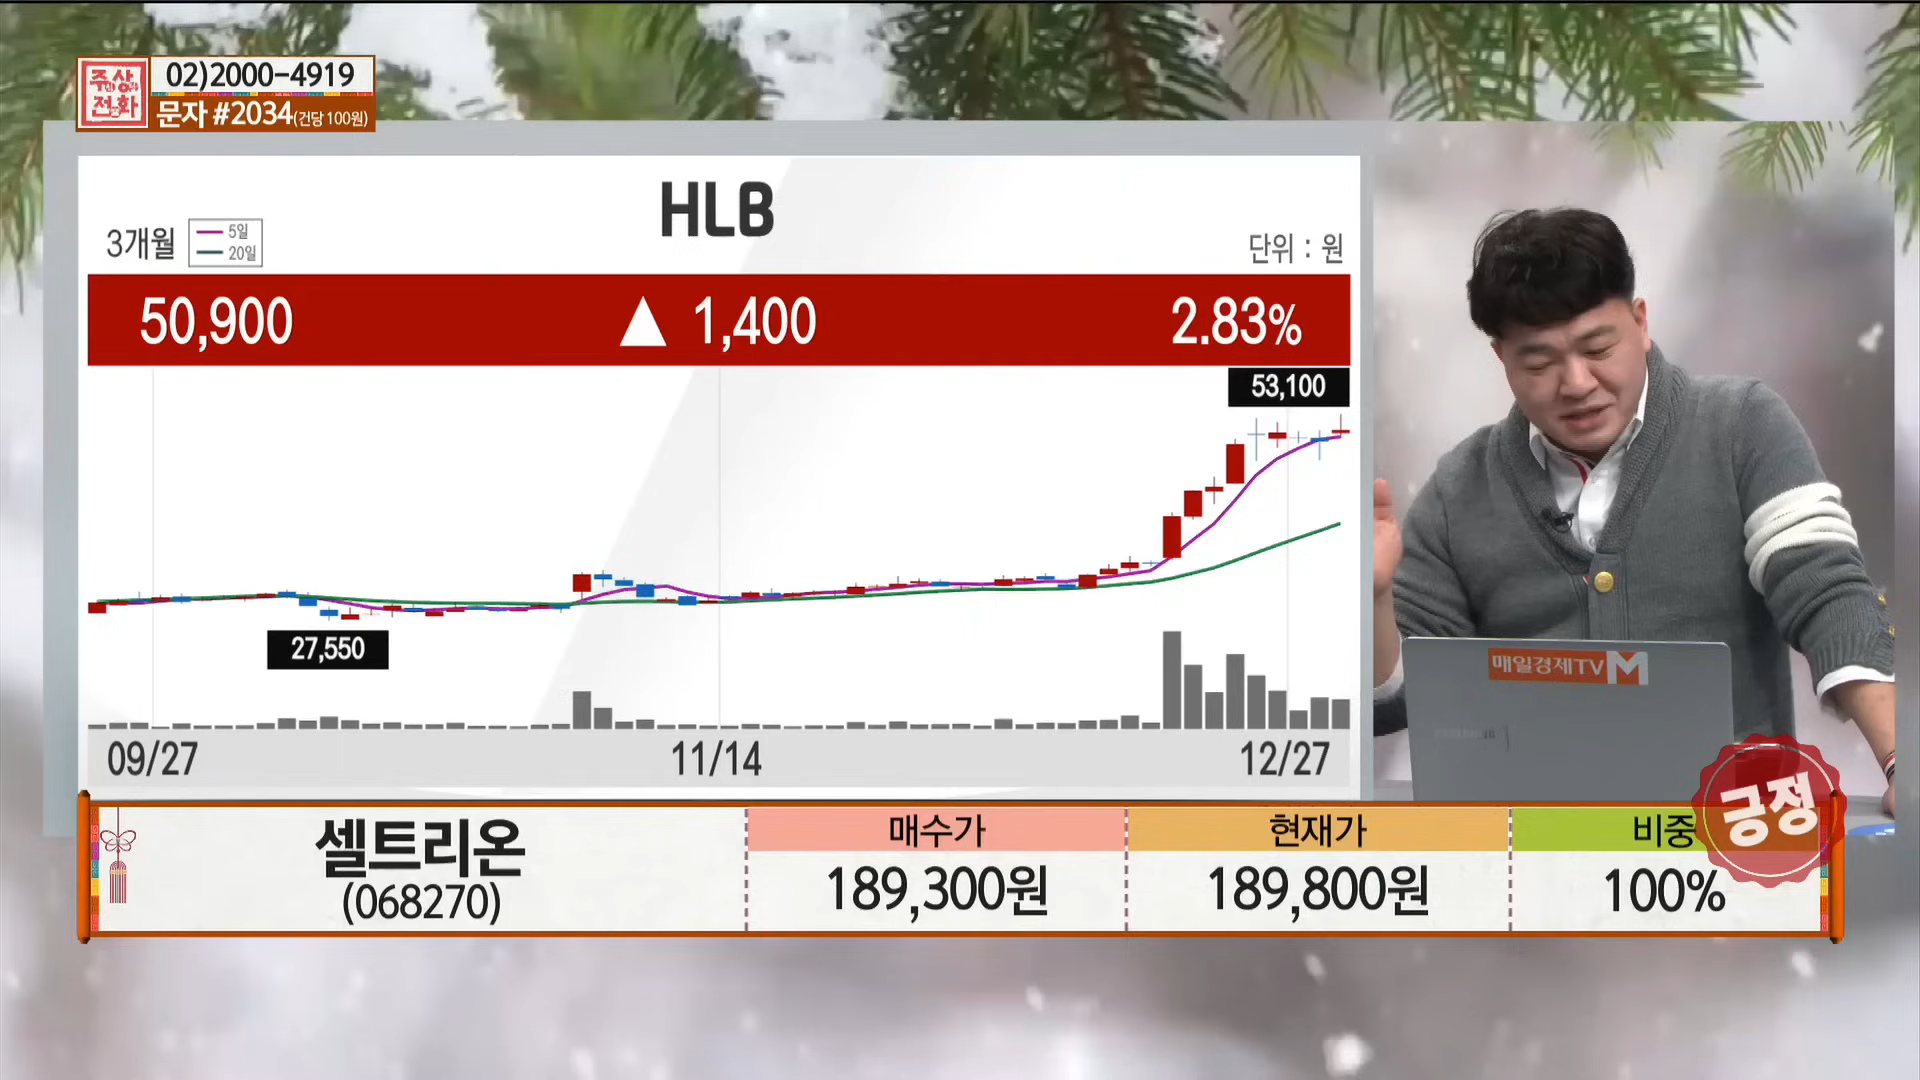 주상
전화
02)2000-4919
문자 #2034(건당 100원)
HLB
3개월
5일
20일
단위 : 원
50,900 ▲ 1,400 2.83%
53,100
27,550
09/27 11/14 12/27
매일경제TV M
긍정
셀트리온
(068270)
매수가 현재가 비중
189,300원 189,800원 100%